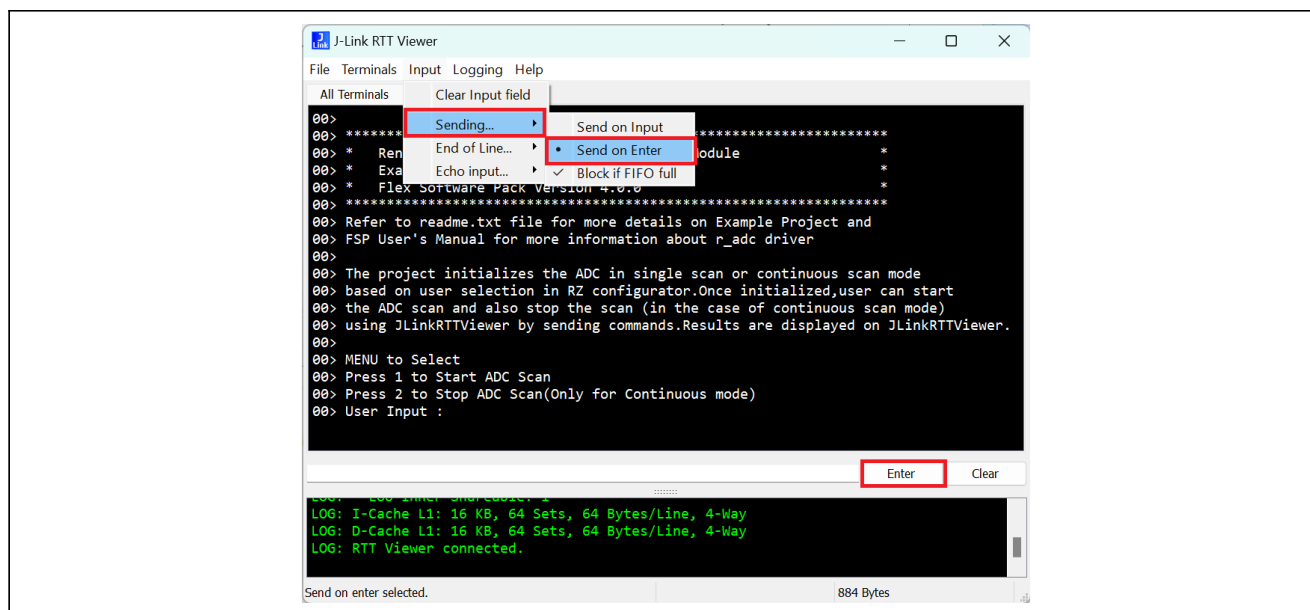 J-Link RTT Viewer
File Terminals Input Logging Help
All Terminals
Clear Input field
Sending...
End of Line...
Echo input...
Send on Input
Send on Enter
Block if FIFO full
00>
00> ******* ************************
00> * Ren odule *
00> * Exa *
00> * Flex Software Pack Version 4.0.0 *
00> ******************************************************************
00> Refer to readme.txt file for more details on Example Project and
00> FSP User's Manual for more information about r_adc driver
00>
00> The project initializes the ADC in single scan or continuous scan mode
00> based on user selection in RZ configurator.Once initialized,user can start
00> the ADC scan and also stop the scan (in the case of continuous scan mode)
00> using JLinkRTTViewer by sending commands.Results are displayed on JLinkRTTViewer.
00>
00> MENU to Select
00> Press 1 to Start ADC Scan
00> Press 2 to Stop ADC Scan(Only for Continuous mode)
00> User Input :
Enter Clear
LOG: I-Cache L1: 16 KB, 64 Sets, 64 Bytes/Line, 4-Way
LOG: D-Cache L1: 16 KB, 64 Sets, 64 Bytes/Line, 4-Way
LOG: RTT Viewer connected.
Send on enter selected.
884 Bytes